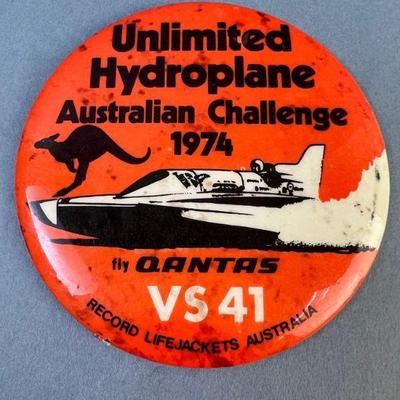 Unlimited
Hydroplane
Australian Challenge
1974
fly QANTAS
VS 41
RECORD LIFEJACKETS AUSTRALIA